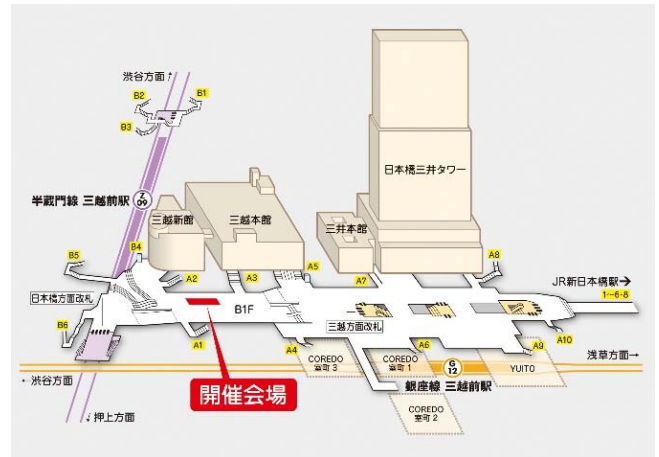 渋谷方面↑
B2
B1
B3
日本橋三井タワー
半蔵門線 三越前駅
Z
09
三越新館
三越本館
三井本館
B4
B5
A2
A3
A5
A7
A8
JR新日本橋駅→
1~6・8
日本橋方面改札
B1F
三越方面改札
B6
A1
A4
A6
A9
A10
COREDO
室町 3
COREDO
室町 1
G
12
YUITO
浅草方面→
←渋谷方面
開催会場
銀座線 三越前駅
COREDO
室町 2
↓押上方面